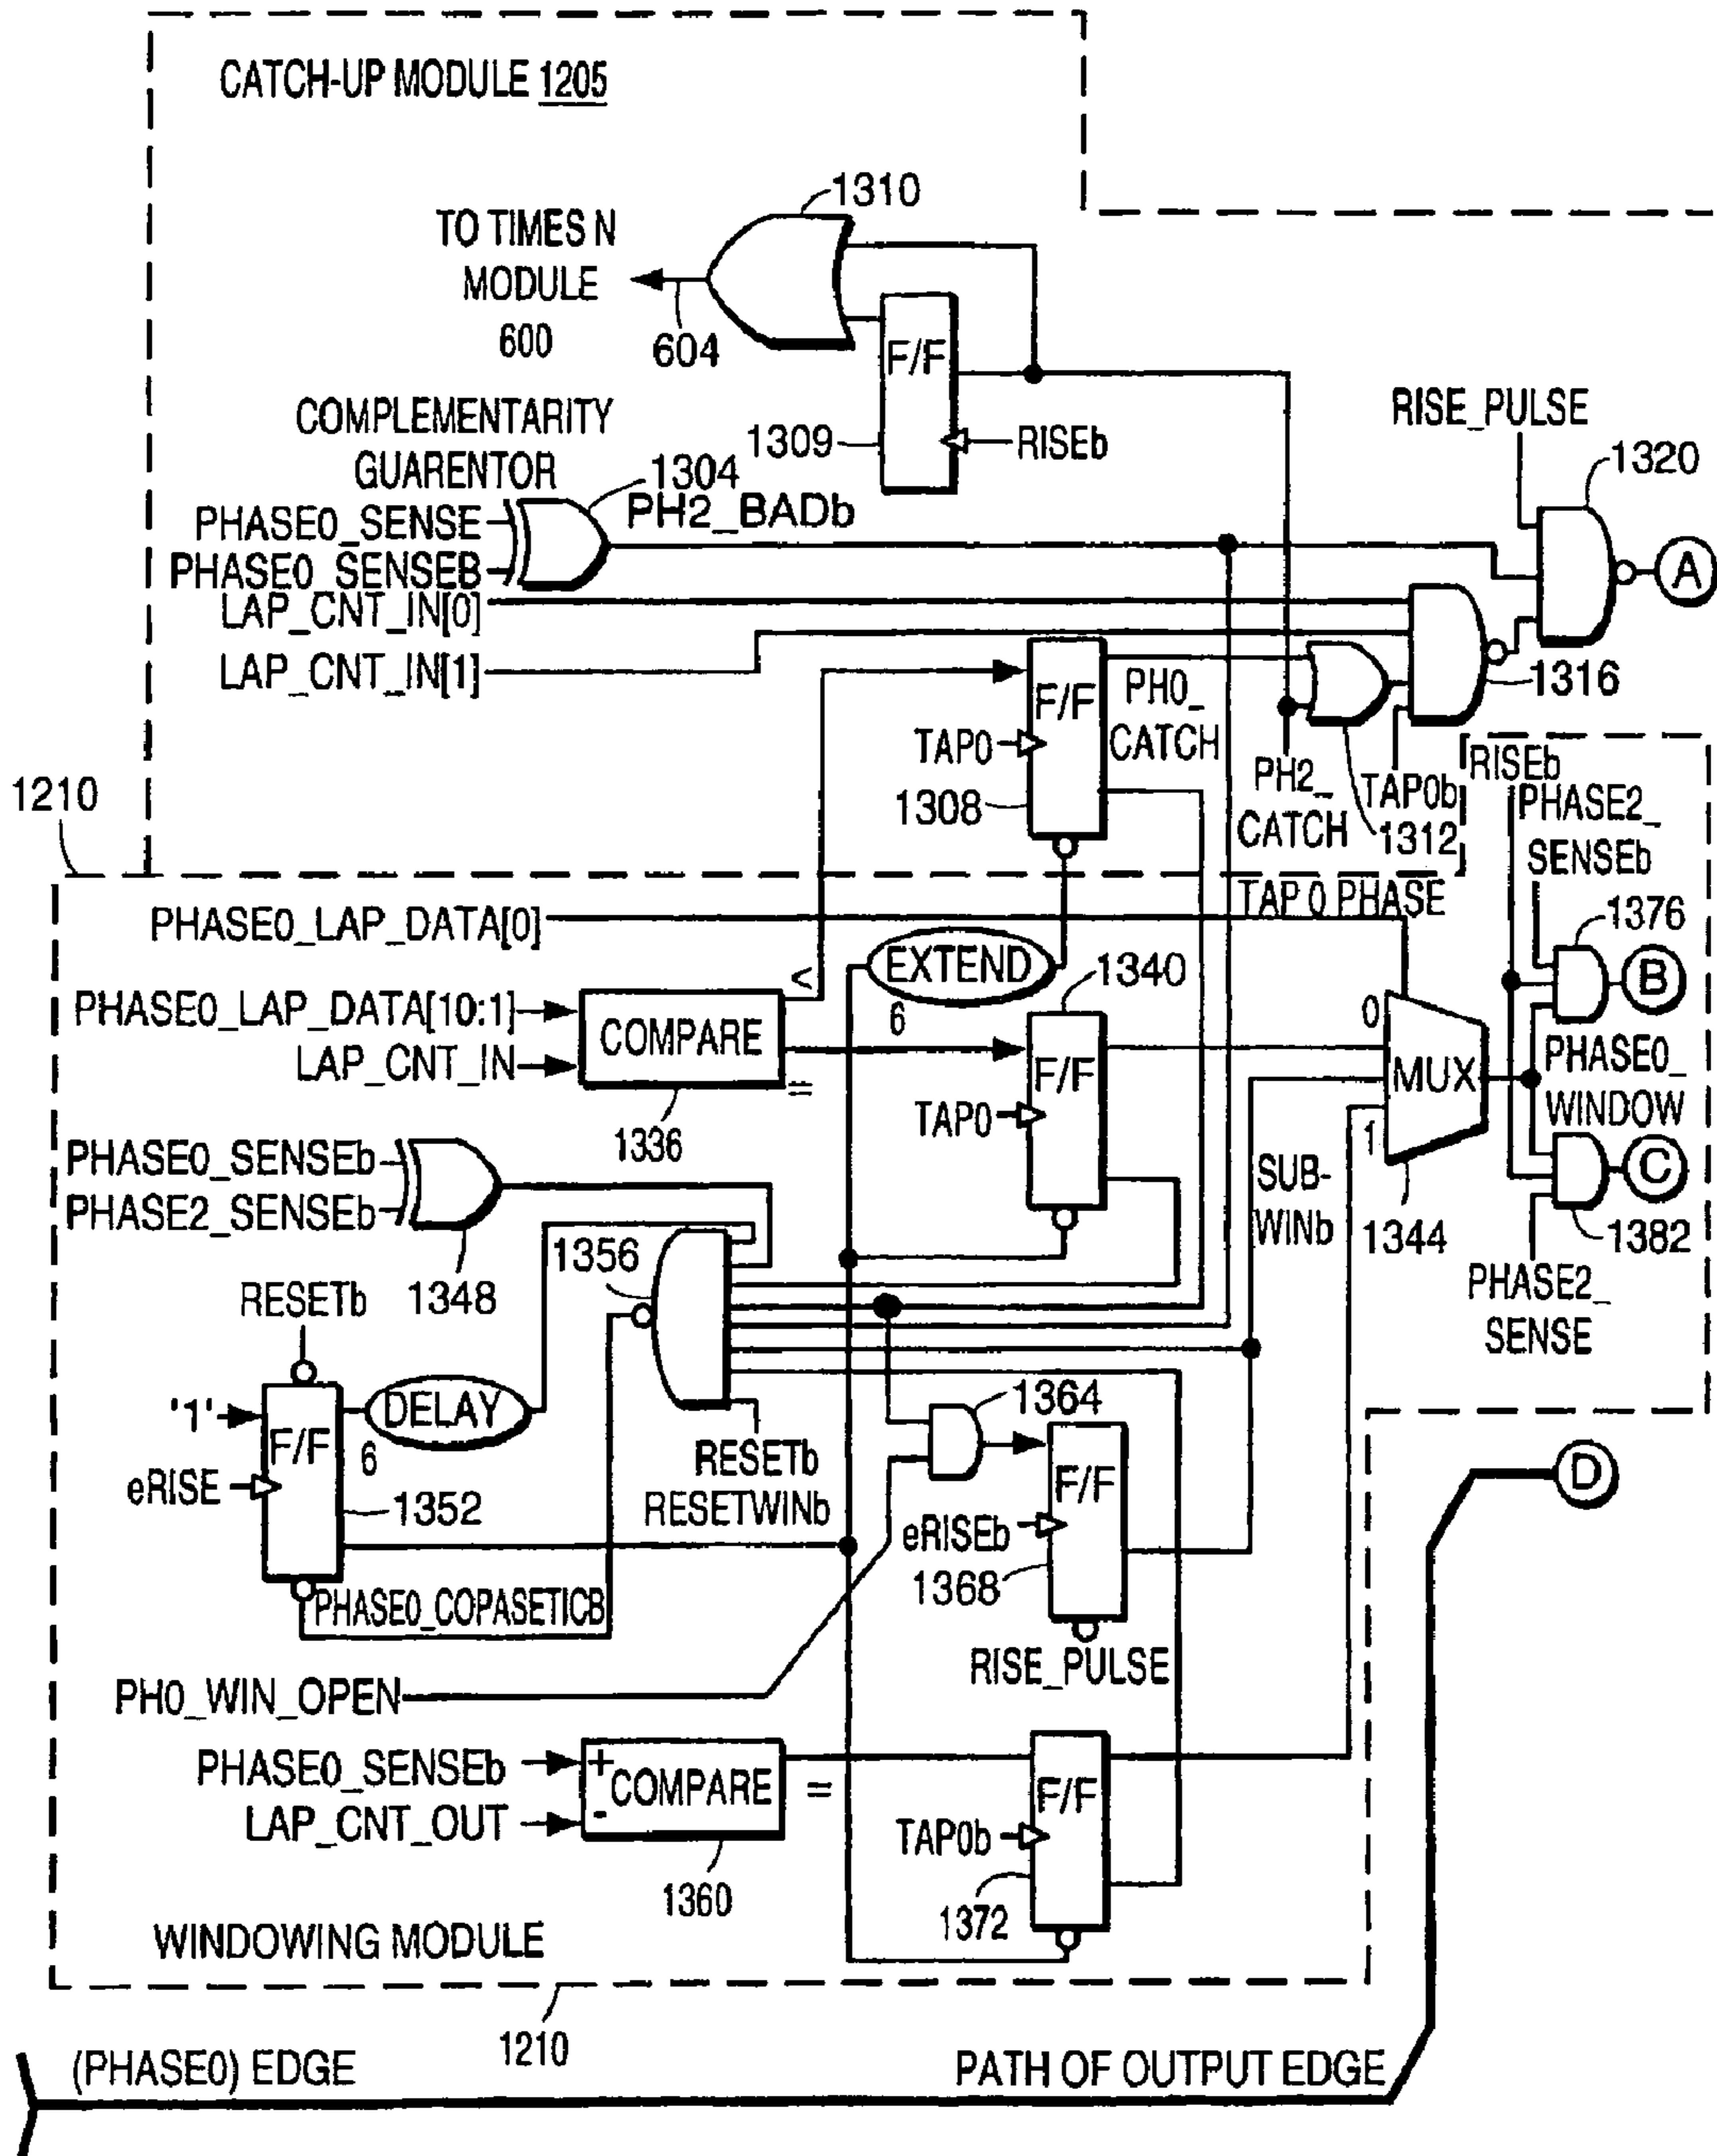 CATCH-UP MODULE 1205
1310
TO TIMES N
MODULE
600
604
F/F
1309
RISEb
RISE_PULSE
1320
COMPLEMENTARITY
GUARENTOR
1304
PH2_BADb
PHASE0_SENSE
PHASE0_SENSEB
A
LAP_CNT_IN[0]
LAP_CNT_IN[1]
F/F
PH0_
CATCH
TAP0
1308
1316
PH2_
CATCH
TAP0b
1312
1210
RISEb
PHASE2_
SENSEb
TAP 0 PHASE
PHASE0_LAP_DATA[0]
1376
B
EXTEND
6
1340
<
PHASE0_LAP_DATA[10:1]
LAP_CNT_IN
COMPARE
=
1336
F/F
TAP0
0
MUX
1
1344
PHASE0_
WINDOW
C
1382
PHASE0_SENSEb
PHASE2_SENSEb
1348
1356
SUB-
WINb
PHASE2_
SENSE
RESETb
'1'
F/F
eRISE
DELAY
6
1352
1364
RESETb
RESETWINb
F/F
eRISEb
1368
RISE_PULSE
D
PHASE0_COPASETICB
PH0_WIN_OPEN
PHASE0_SENSEb
LAP_CNT_OUT
+
-
COMPARE
=
1360
F/F
TAP0b
1372
WINDOWING MODULE
1210
(PHASE0) EDGE
PATH OF OUTPUT EDGE